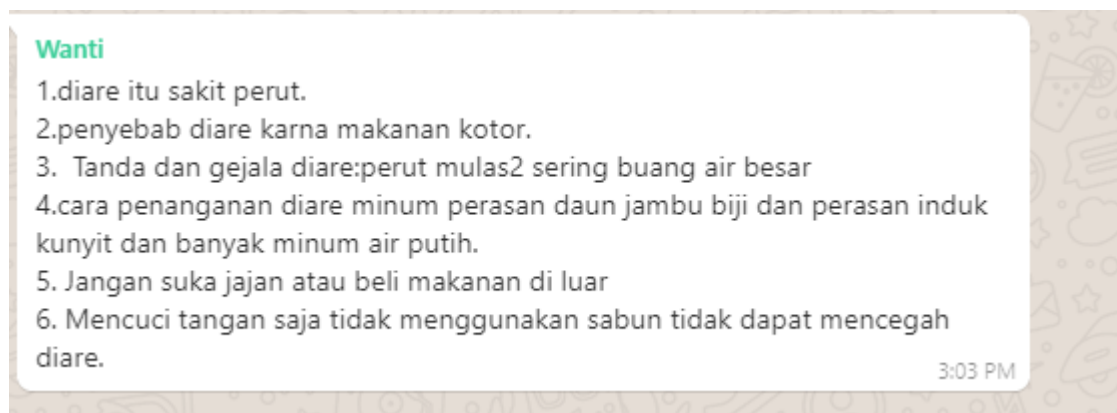 Wanti
1.diare itu sakit perut.
2.penyebab diare karna makanan kotor.
3.  Tanda dan gejala diare:perut mulas2 sering buang air besar
4.cara penanganan diare minum perasan daun jambu biji dan perasan induk
kunyit dan banyak minum air putih.
5. Jangan suka jajan atau beli makanan di luar
6. Mencuci tangan saja tidak menggunakan sabun tidak dapat mencegah
diare.
3:03 PM